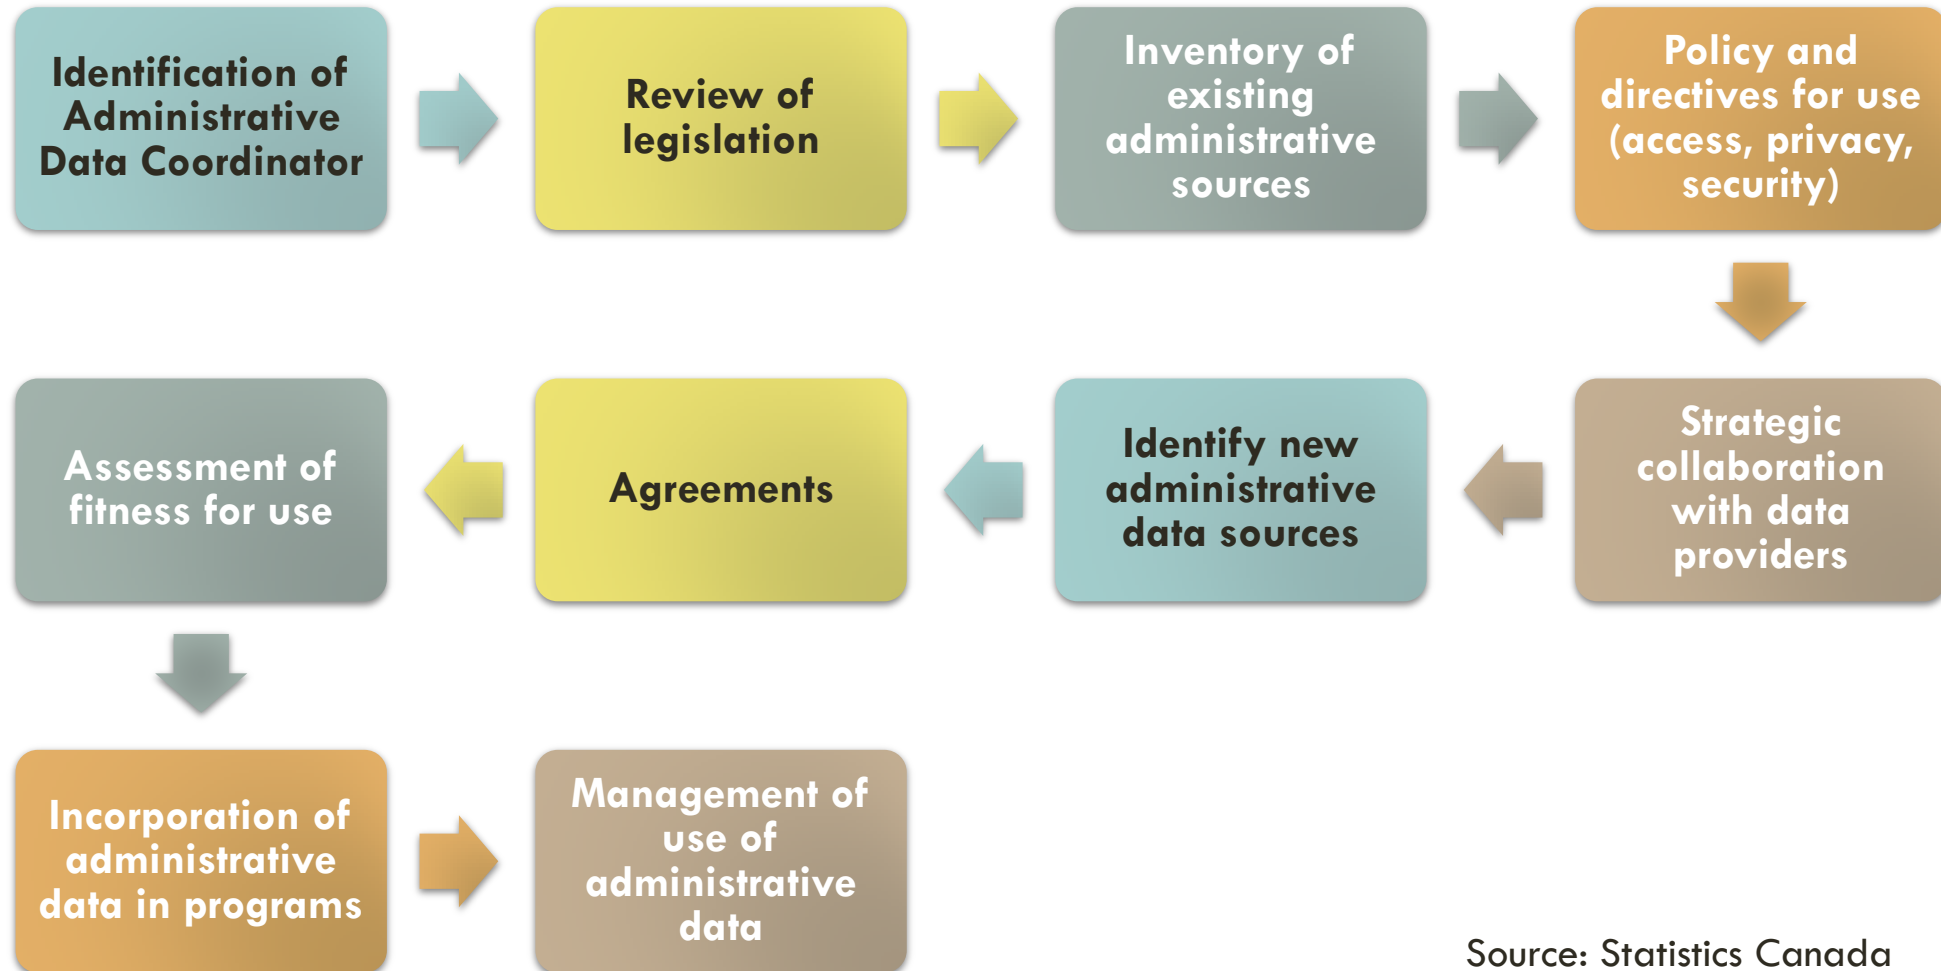 Identification of
Administrative
Data Coordinator
Review of
legislation
Inventory of
existing
administrative
sources
Policy and
directives for use
(access, privacy,
security)
Strategic
collaboration
with data
providers
Identify new
administrative
data sources
Agreements
Assessment of
fitness for use
Incorporation of
administrative
data in programs
Management of
use of
administrative
data
Source: Statistics Canada